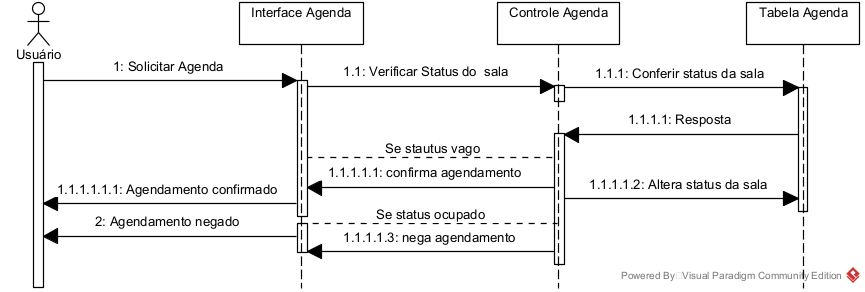 Interface Agenda
Controle Agenda
Tabela Agenda
Usuário
1: Solicitar Agenda
1.1: Verificar Status do sala
1.1.1: Conferir status da sala
1.1.1.1: Resposta
Se stautus vago
1.1.1.1.1: confirma agendamento
1.1.1.1.1.1: Agendamento confirmado
1.1.1.1.2: Altera status da sala
Se status ocupado
2: Agendamento negado
1.1.1.1.3: nega agendamento
Powered By Visual Paradigm Community Edition